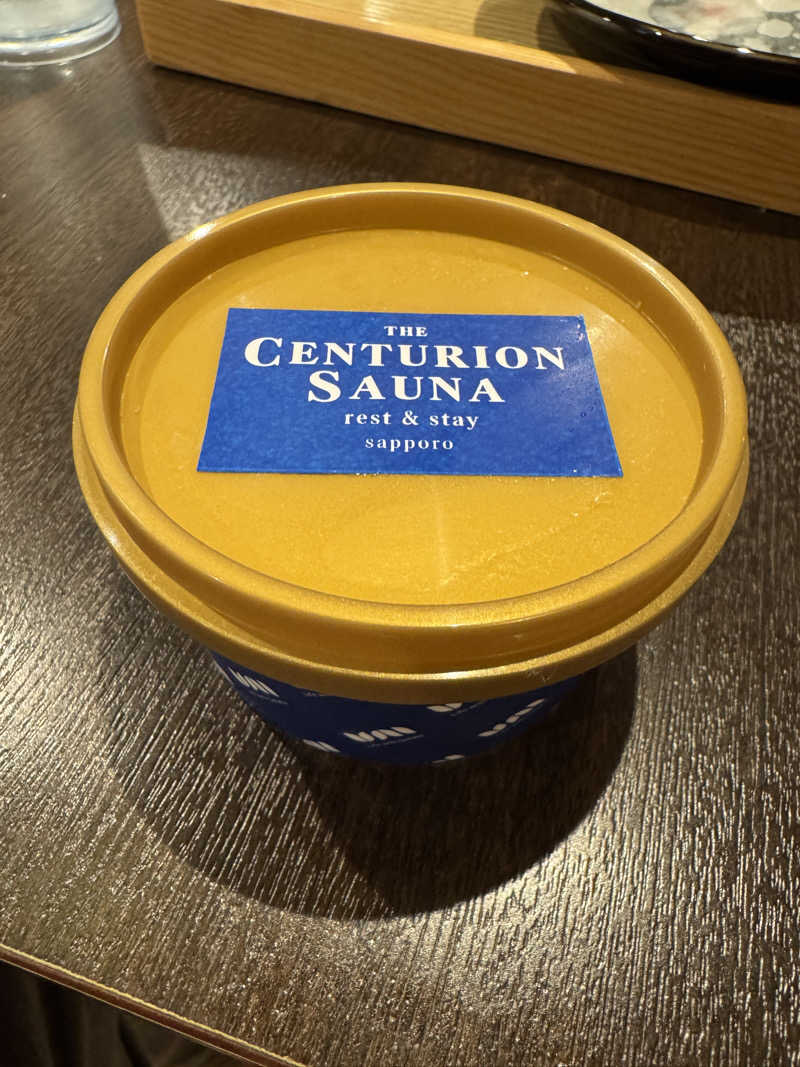 THE
CENTURION
SAUNA
rest & stay
sapporo